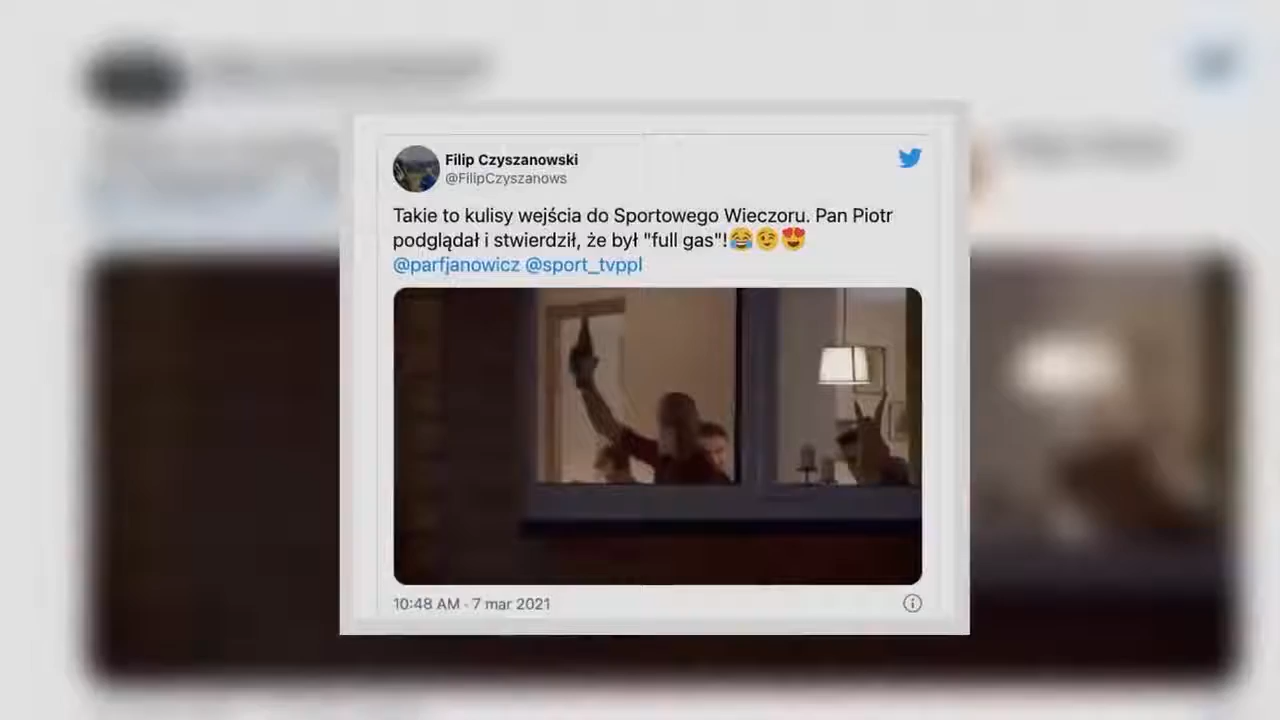 Filip Czyszanowski
@FilipCzyszanows
Takie to kulisy wejścia do Sportowego Wieczoru. Pan Piotr
podglądał i stwierdził, że był "full gas"!😂😉😍
@parfjanowicz @sport_tvppl
10:48 AM · 7 mar 2021